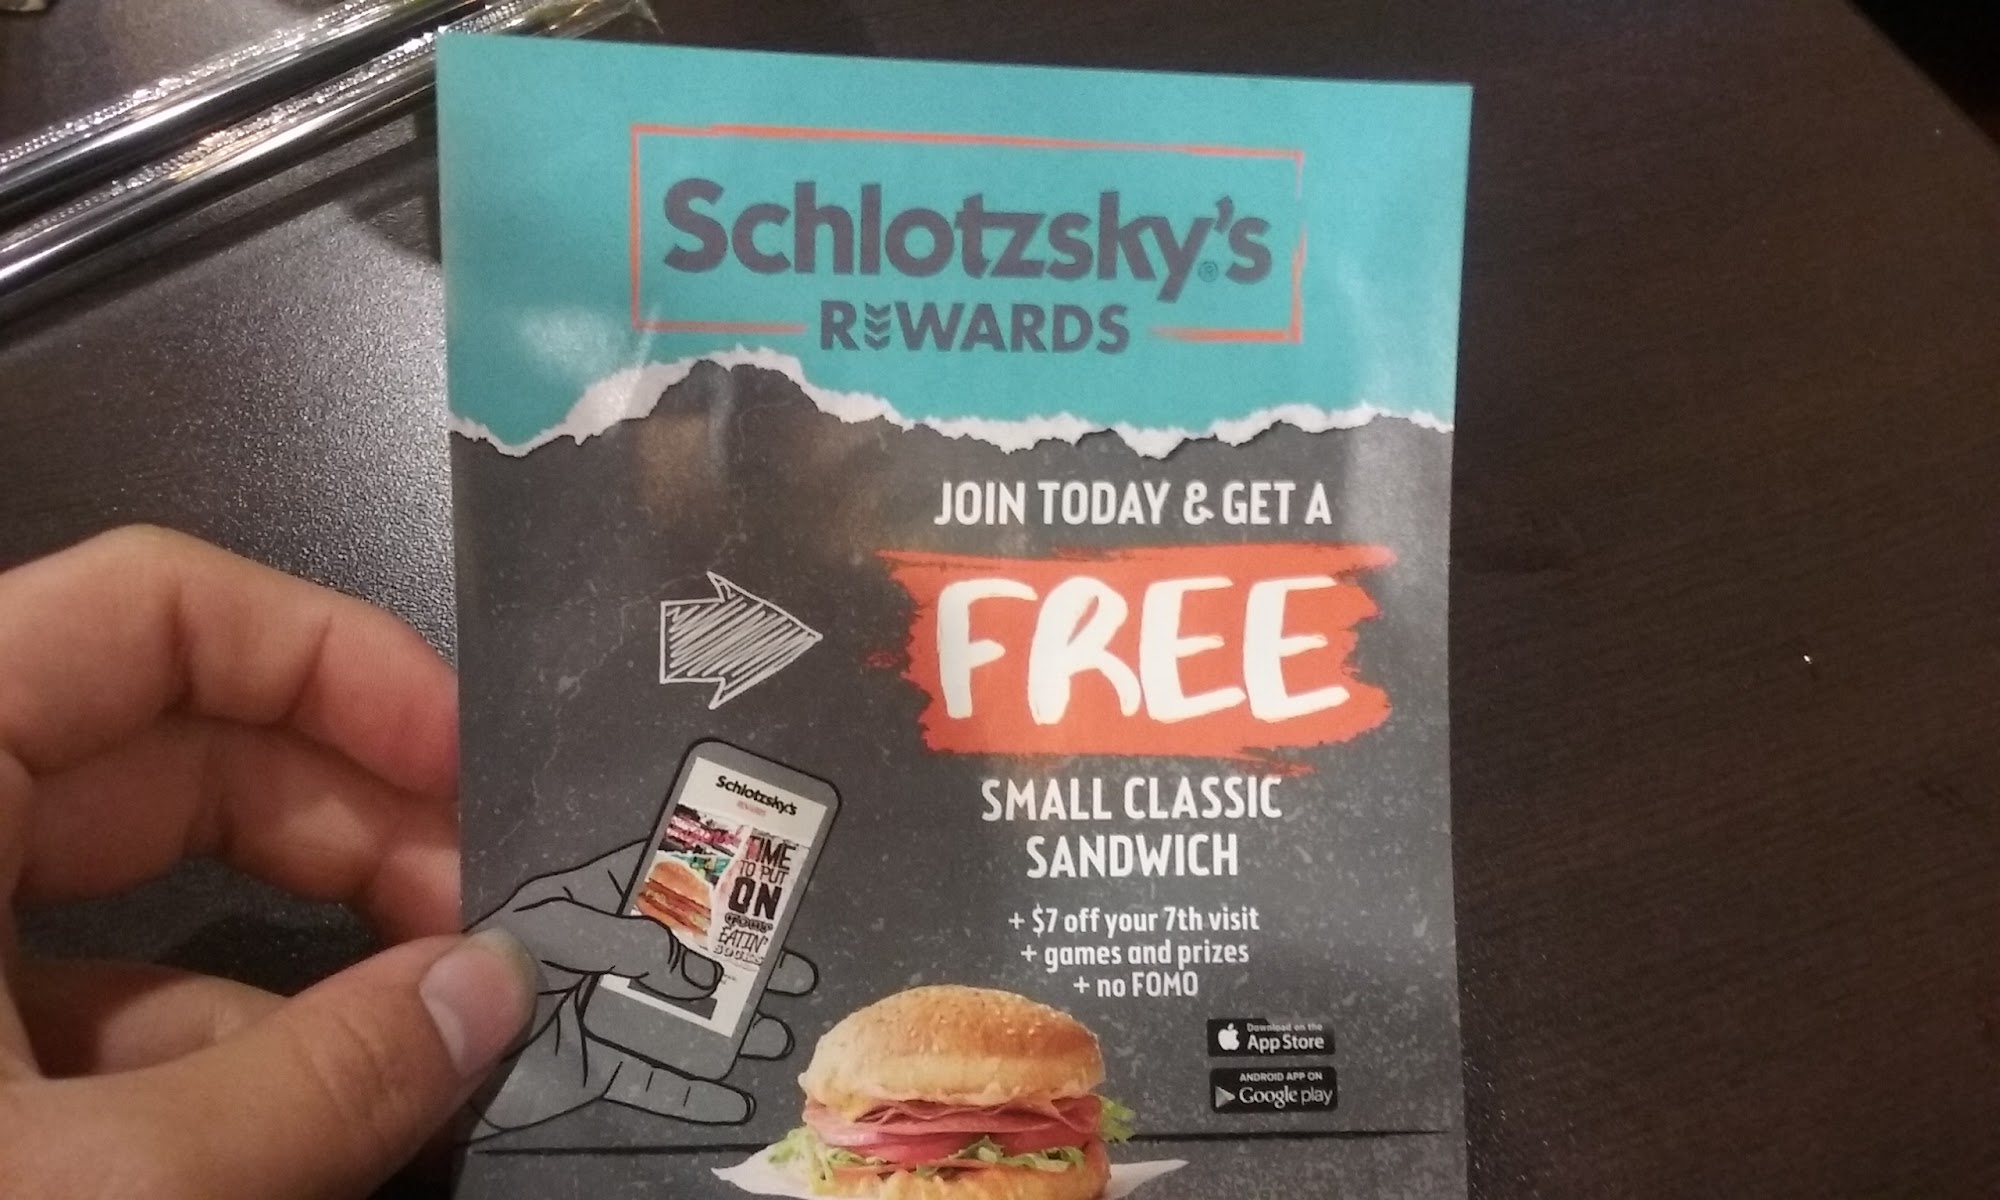 Schlotzsky's®
REWARDS
JOIN TODAY & GET A
FREE
SMALL CLASSIC
SANDWICH
+ $7 off your 7th visit
+ games and prizes
+ no FOMO
Schlotzsky's
TIME
TO PUT
ON
EATIN'
Download on the
App Store
ANDROID APP ON
Google play